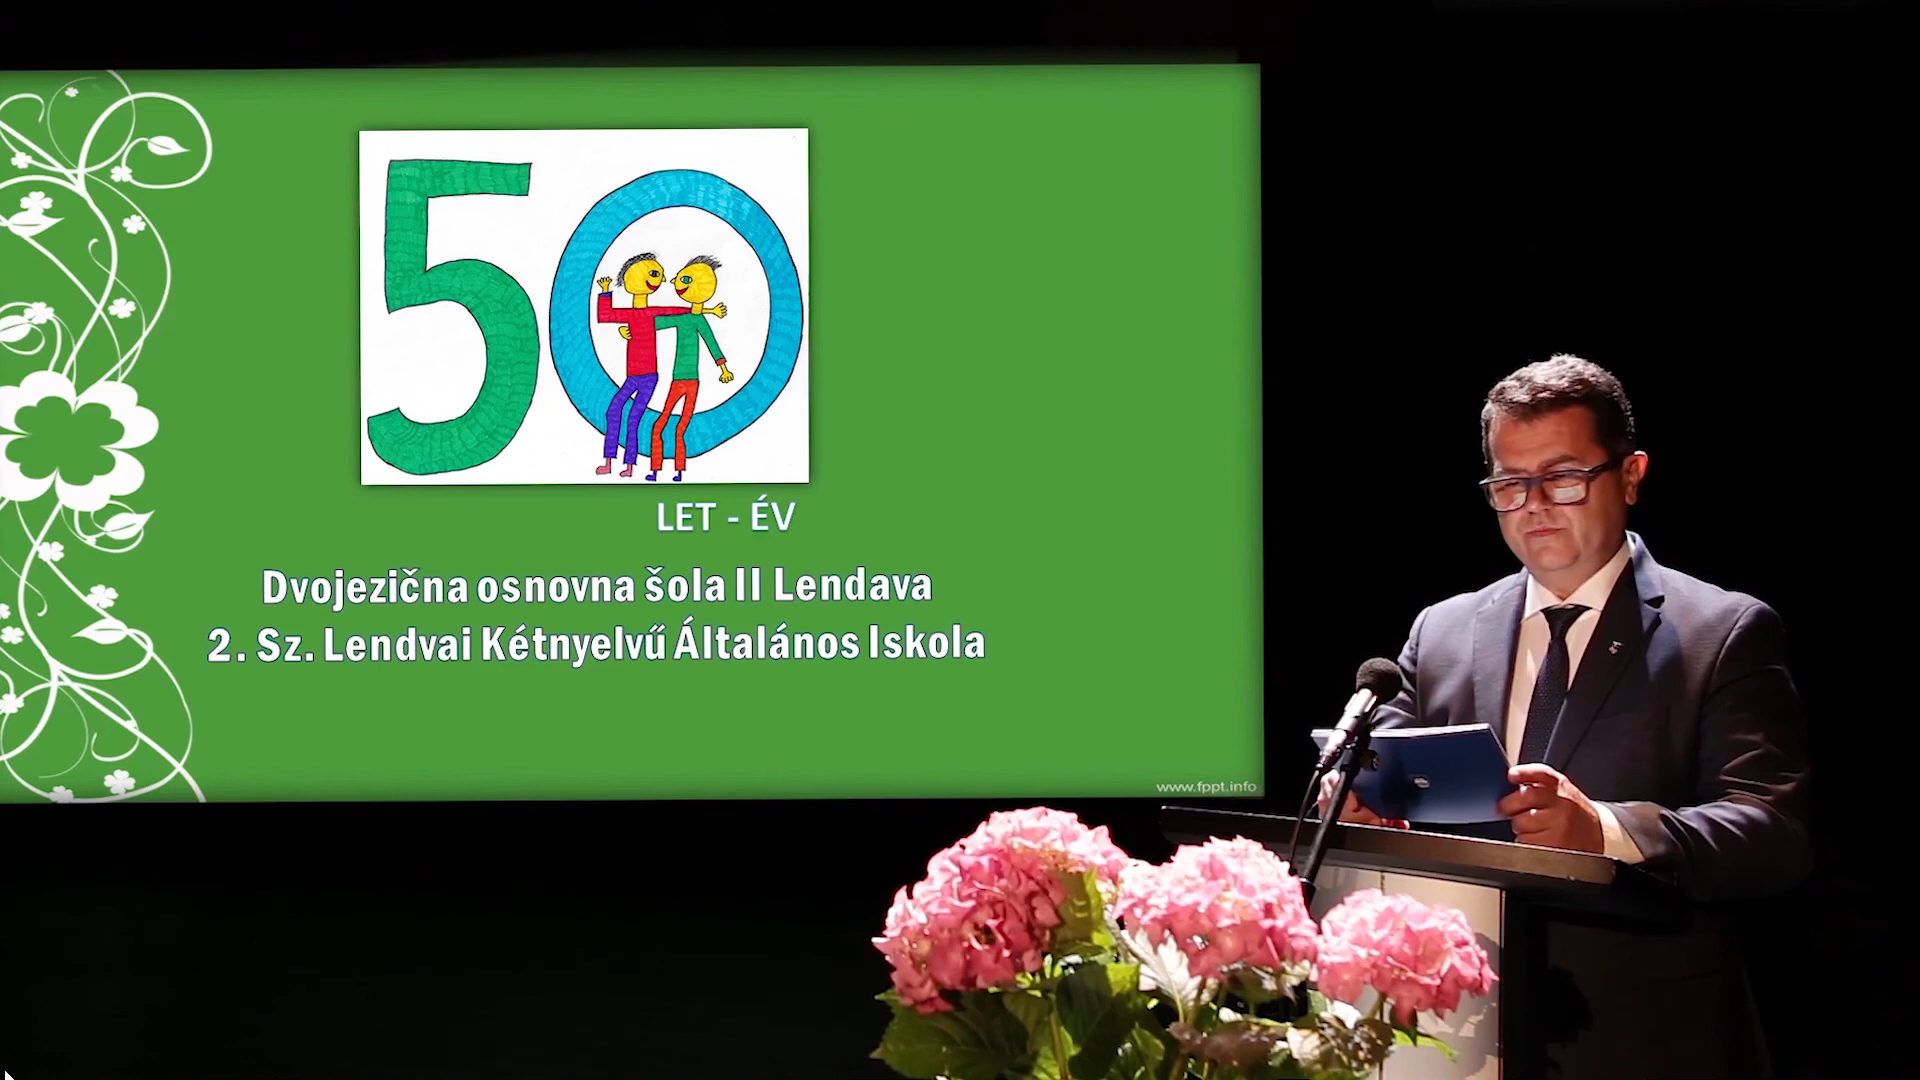 50
LET - ÉV
Dvojezična osnovna šola II Lendava
2. Sz. Lendvai Kétnyelvű Általános Iskola
www.fppt.info